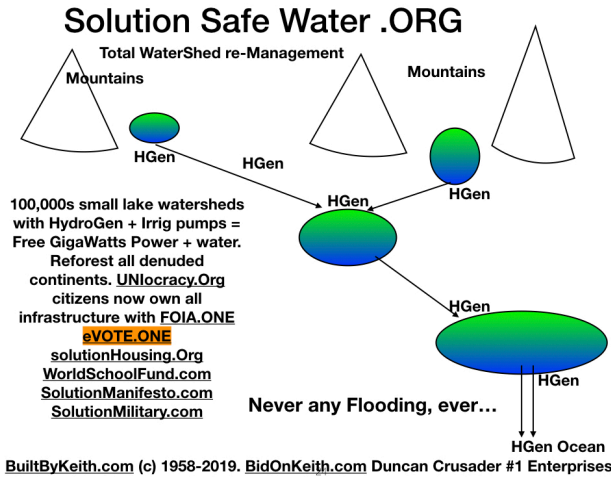 Solution Safe Water .ORG
Total WaterShed re-Management
Mountains
Mountains
HGen
HGen
HGen
HGen
100,000s small lake watersheds
with HydroGen + Irrig pumps =
Free GigaWatts Power + water.
Reforest all denuded
continents. UNIocracy.Org
citizens now own all
infrastructure with FOIA.ONE
eVOTE.ONE
solutionHousing.Org
WorldSchoolFund.com
SolutionManifesto.com
SolutionMilitary.com
HGen
HGen
Never any Flooding, ever…
HGen Ocean
BuiltByKeith.com (c) 1958-2019. BidOnKeith.com Duncan Crusader #1 Enterprises